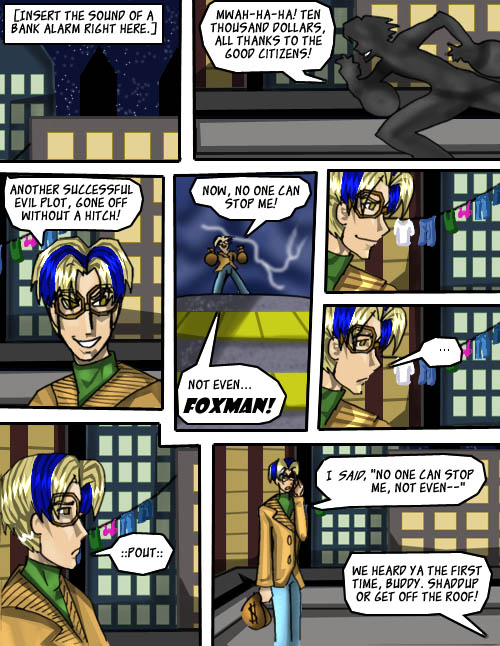 [INSERT THE SOUND OF A
BANK ALARM RIGHT HERE.]
MWAH-HA-HA! TEN
THOUSAND DOLLARS,
ALL THANKS TO THE
GOOD CITIZENS!
ANOTHER SUCCESSFUL
EVIL PLOT, GONE OFF
WITHOUT A HITCH!
NOW, NO ONE CAN
STOP ME!
NOT EVEN...
FOXMAN!
...
::POUT::
I SAID, "NO ONE CAN STOP
ME, NOT EVEN--"
WE HEARD YA THE FIRST
TIME, BUDDY. SHADDUP
OR GET OFF THE ROOF!